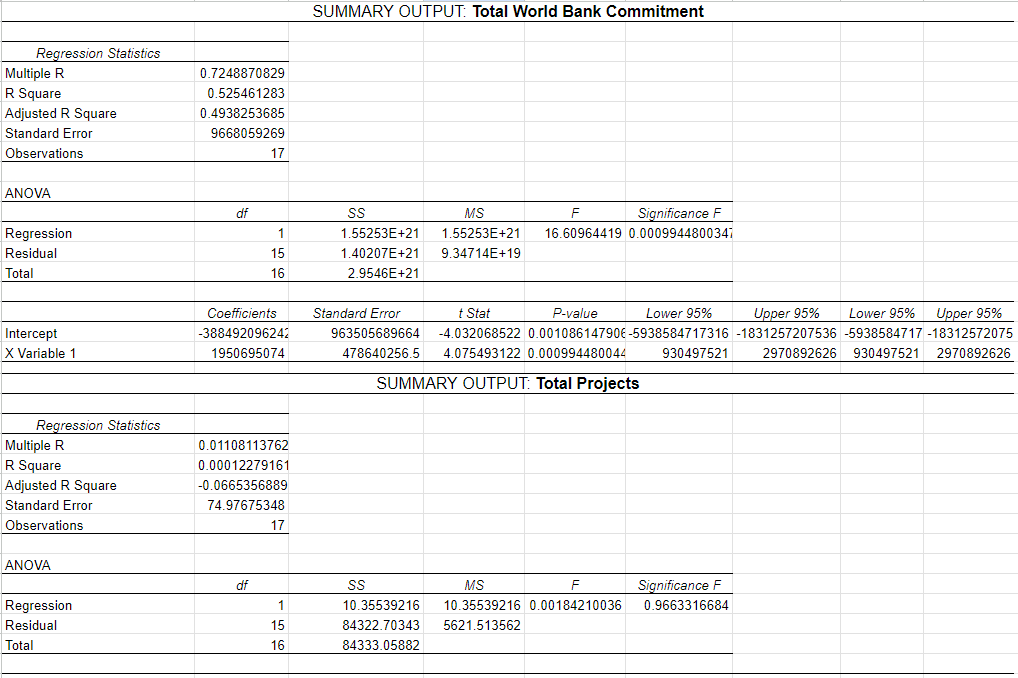 SUMMARY OUTPUT: Total World Bank Commitment
Regression Statistics
Multiple R 0.7248870829
R Square 0.525461283
Adjusted R Square 0.4938253685
Standard Error 9668059269
Observations 17
ANOVA
df SS MS F Significance F
Regression 1 1.55253E+21 1.55253E+21 16.60964419 0.000994480034
Residual 15 1.40207E+21 9.34714E+19
Total 16 2.9546E+21
Coefficients Standard Error t Stat P-value Lower 95% Upper 95% Lower 95% Upper 95%
Intercept -388492096242 963505689664 -4.032068522 0.00108614790 -5938584717316 -1831257207536 -5938584717 -18312572075
X Variable 1 1950695074 478640256.5 4.075493122 0.00099448004 930497521 2970892626 930497521 2970892626
SUMMARY OUTPUT: Total Projects
Regression Statistics
Multiple R 0.01108113762
R Square 0.00012279161
Adjusted R Square -0.0665356889
Standard Error 74.97675348
Observations 17
ANOVA
df SS MS F Significance F
Regression 1 10.35539216 10.35539216 0.00184210036 0.9663316684
Residual 15 84322.70343 5621.513562
Total 16 84333.05882